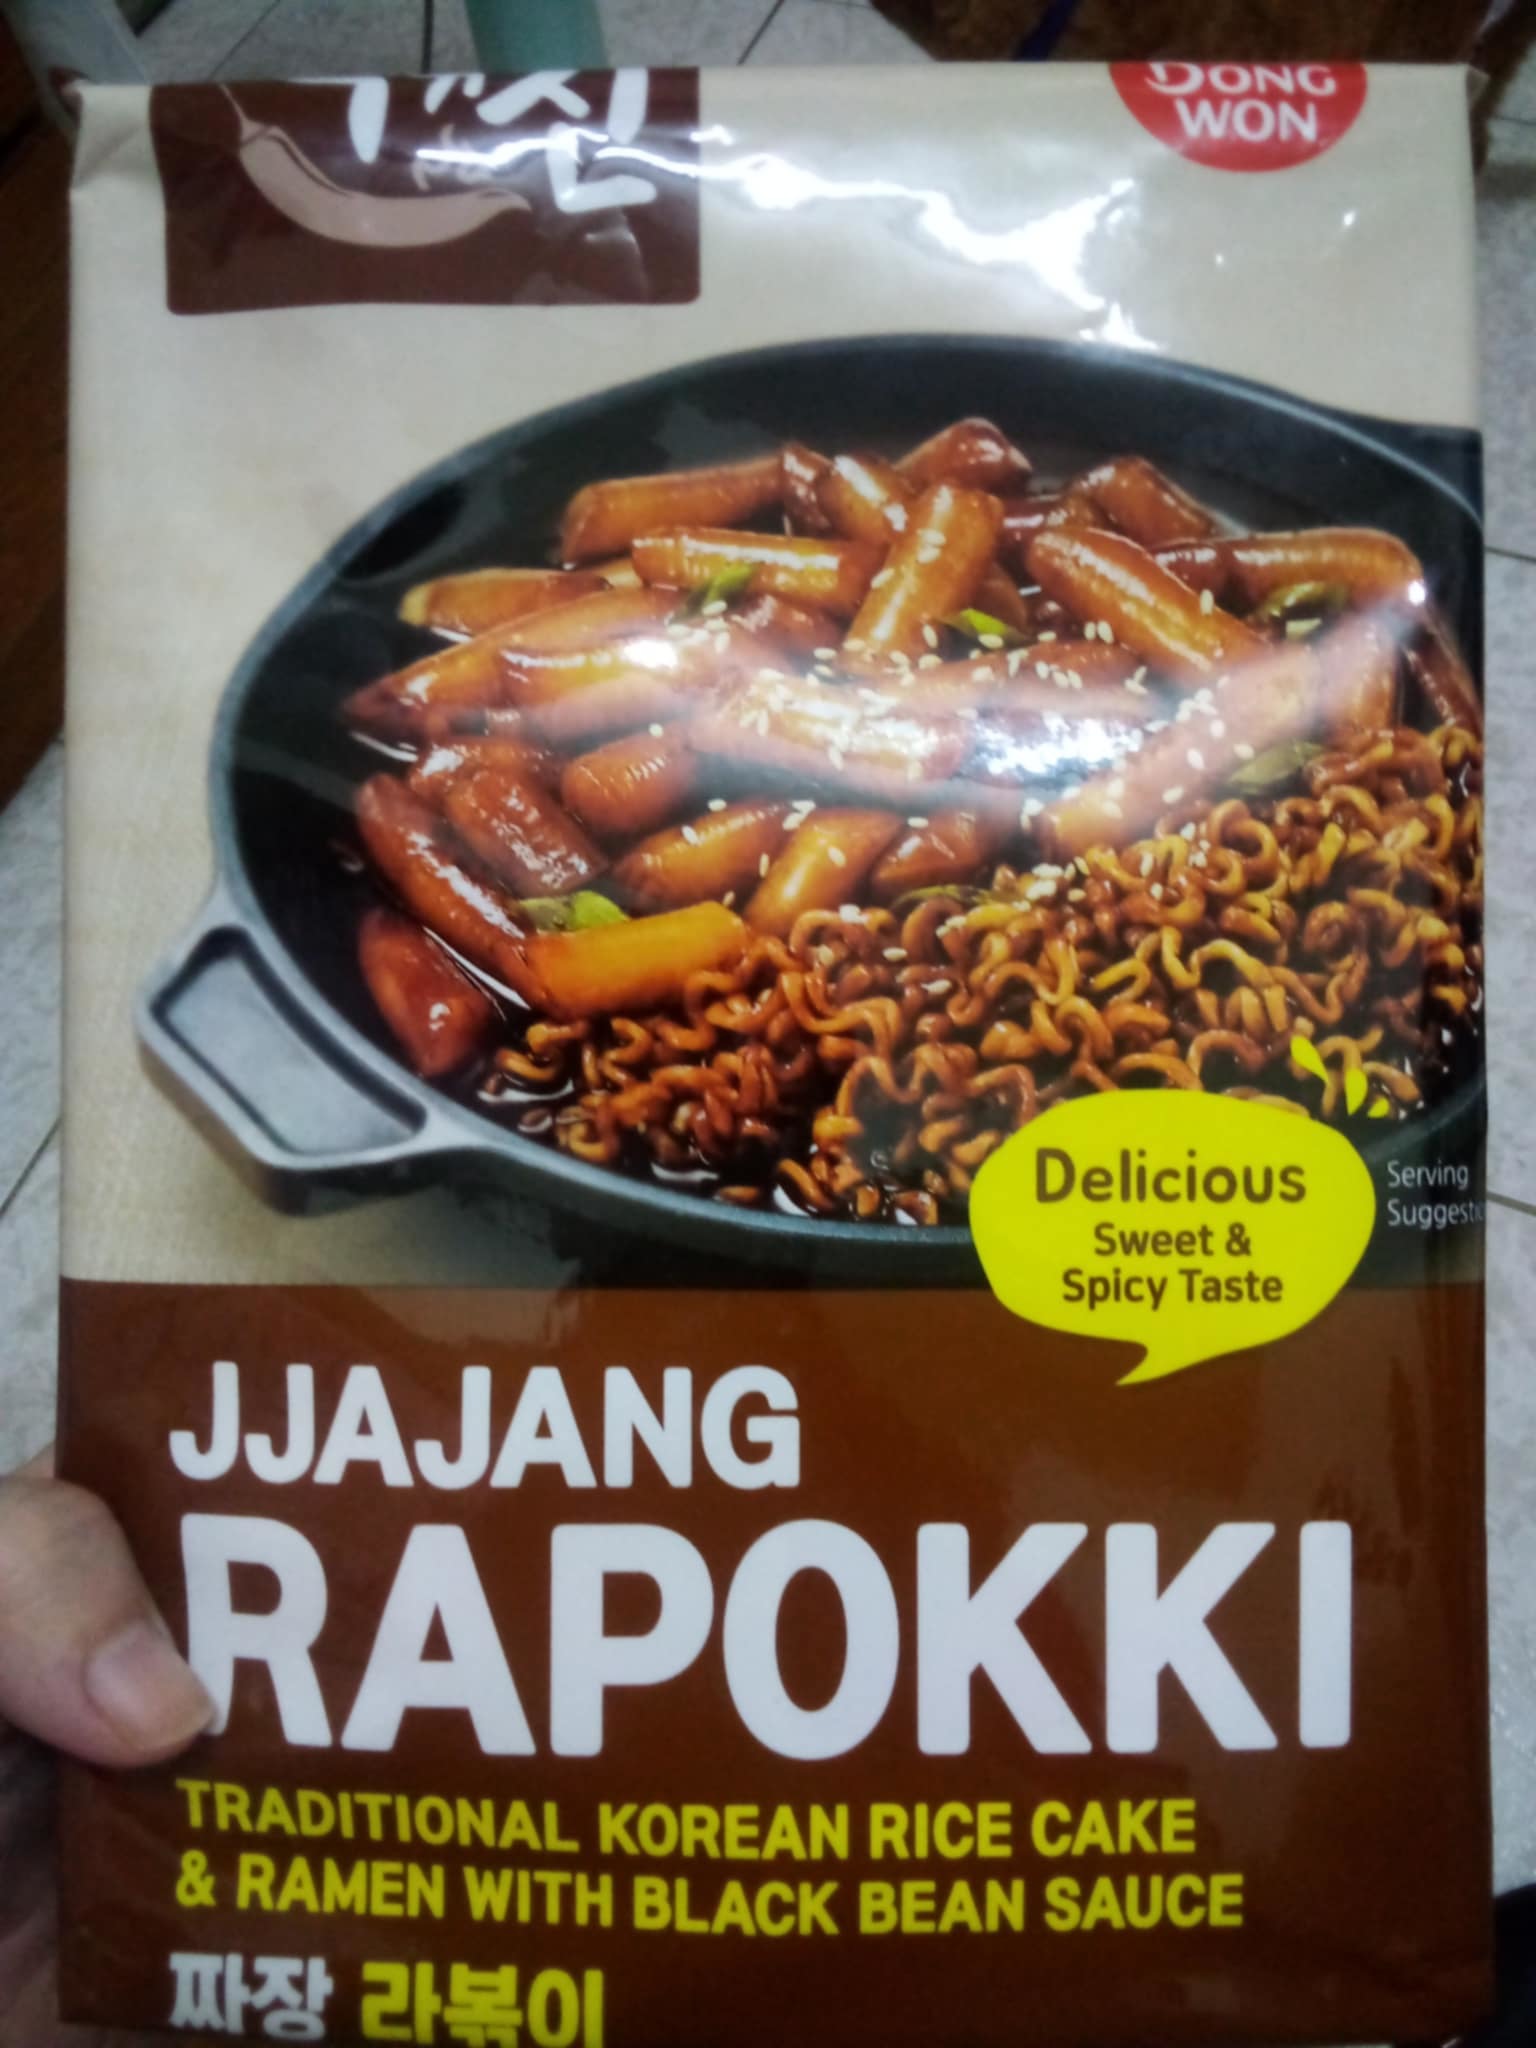 DONG
WON
Delicious
Sweet &
Spicy Taste
Serving
JJAJANG
RAPOKKI
TRADITIONAL KOREAN RICE CAKE
& RAMEN WITH BLACK BEAN SAUCE
짜장 라볶이